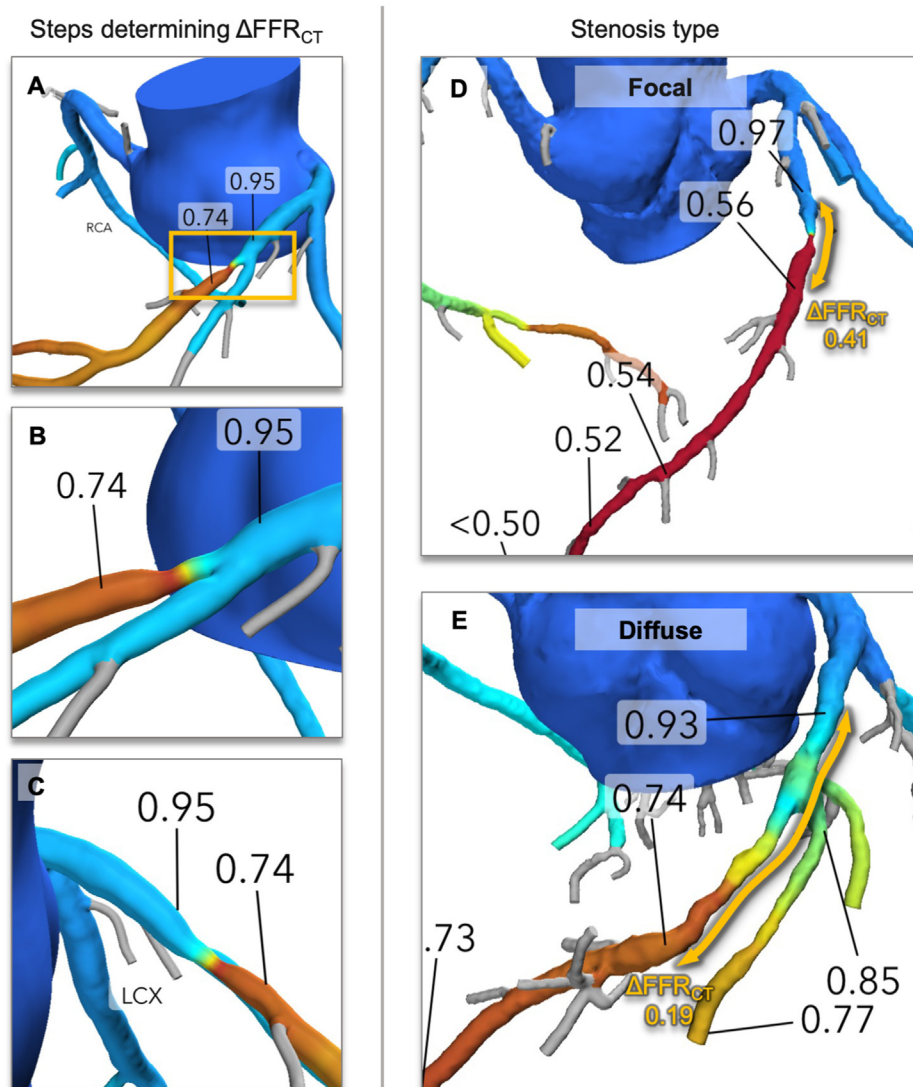 Steps determining ΔFFRCT
A
0.95
0.74
RCA
B
0.95
0.74
C
0.95
0.74
LCX
Stenosis type
D
Focal
0.97
0.56
ΔFFRCT
0.41
0.54
0.52
<0.50
E
Diffuse
0.93
0.74
.73
ΔFFRCT
0.19
0.85
0.77